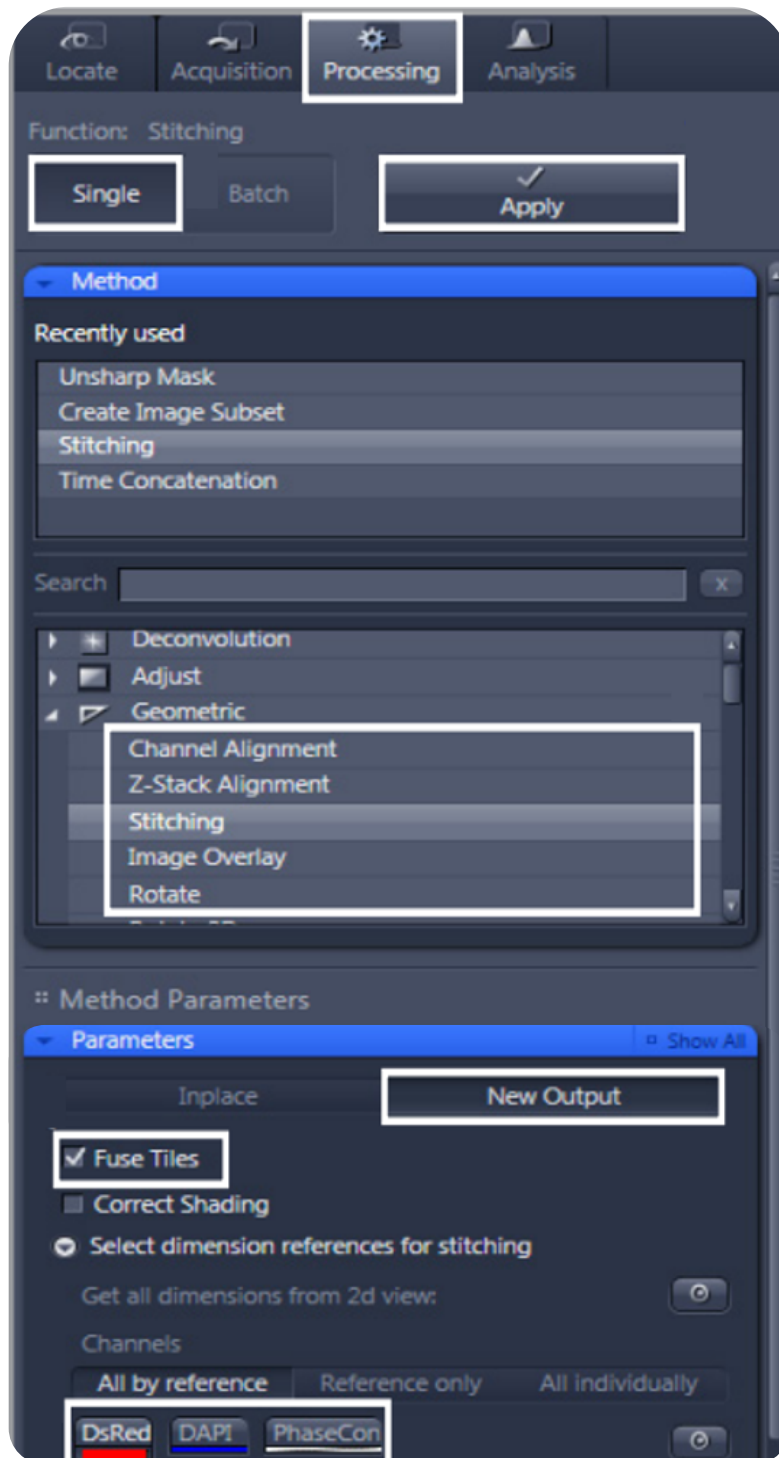 Locate Acquisition Processing Analysis
Function: Stitching
Single Batch Apply
Method
Recently used
Unsharp Mask
Create Image Subset
Stitching
Time Concatenation
Search x
Deconvolution
Adjust
Geometric
Channel Alignment
Z-Stack Alignment
Stitching
Image Overlay
Rotate
Method Parameters
Parameters Show All
Inplace New Output
Fuse Tiles
Correct Shading
Select dimension references for stitching
Get all dimensions from 2d view:
Channels
All by reference Reference only All individually
DsRed DAPI PhaseCon